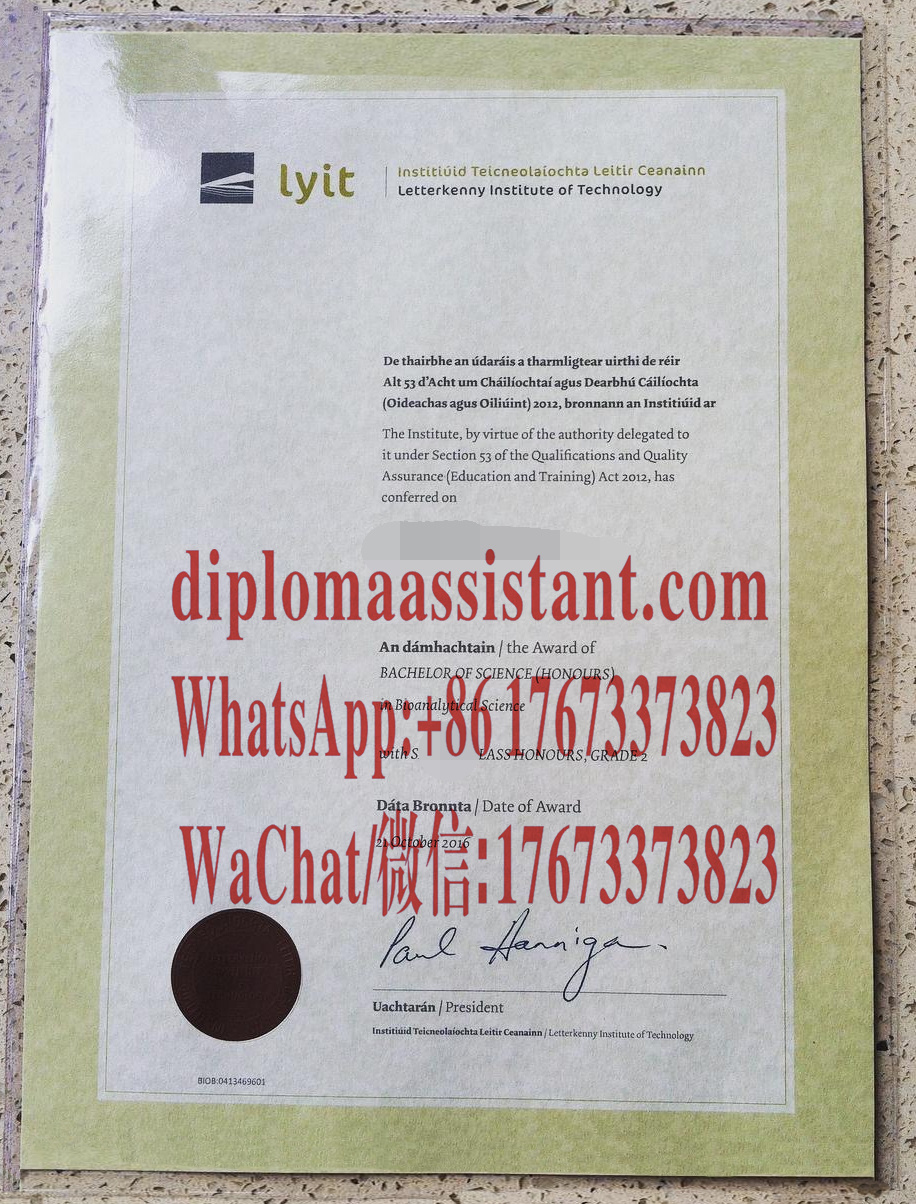 lyit
Institiúid Teicneolaíochta Leitir Ceanainn
Letterkenny Institute of Technology
De thairbhe an údaráis a tharmligtear uirthi de réir
Alt 53 d'Acht um Cháilíochtaí agus Dearbhú Cáilíochta
(Oideachas agus Oiliúint) 2012, bronnann an Institiúid ar
The Institute, by virtue of the authority delegated to
it under Section 53 of the Qualifications and Quality
Assurance (Education and Training) Act 2012, has
conferred on
diplomaassistant.com
An dámhachtain / the Award of
BACHELOR OF SCIENCE (HONOURS)
in Bioanalytical Science
WhatsApp:+8617673373823
with S LASS HONOURS, GRADE 2
Dáta Bronnta / Date of Award
21 October 2016
WaChat/微信:17673373823
Paul Hannigan
Uachtarán / President
Institiúid Teicneolaíochta Leitir Ceanainn / Letterkenny Institute of Technology
BIOB:0413469601